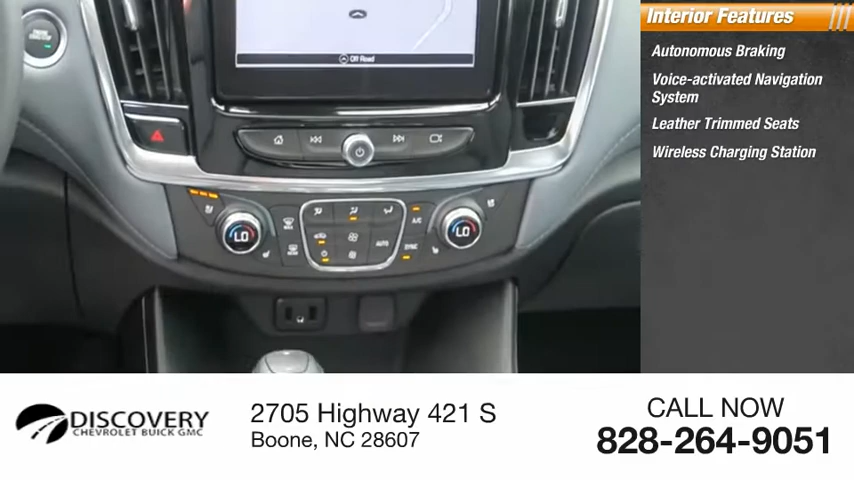 Interior Features
Autonomous Braking
Voice-activated Navigation
System
Leather Trimmed Seats
Wireless Charging Station
Off Road
LO
A/C
LO
AUTO
SYNC
DISCOVERY
CHEVROLET BUICK GMC
2705 Highway 421 S
Boone, NC 28607
CALL NOW
828-264-9051